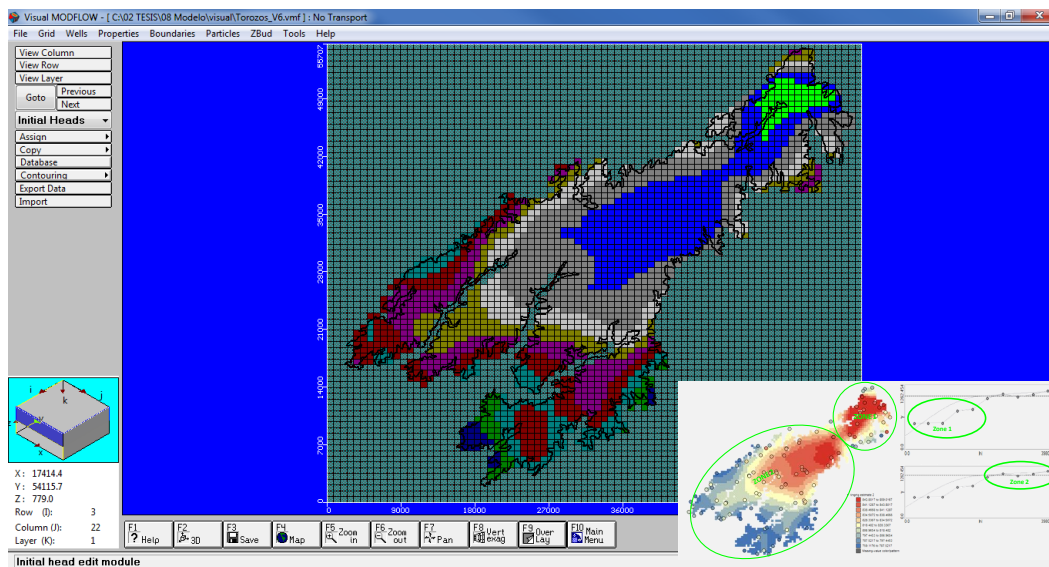 Visual MODFLOW - [ C:\02 TESIS\08 Modelo\visual\Torozos_V6.vmf ] : No Transport
File Grid Wells Properties Boundaries Particles ZBud Tools Help
View Column
View Row
View Layer
Goto
Previous
Next
Initial Heads
Assign
Copy
Database
Contouring
Export Data
Import
56207
49000
42000
35000
28000
21000
14000
7000
0
0 9000 18000 27000 36000
i
j
k
x
X: 17414.4
Y: 54115.7
Z: 779.0
Row (I): 3
Column (J): 22
Layer (K): 1
F1 Help
F2 3D
F3 Save
F4 Map
F5 Zoom in
F6 Zoom out
F7 Pan
F8 Vert exag
F9 Over Lay
F10 Main Menu
Initial head edit module
Zone 1
Zone 2